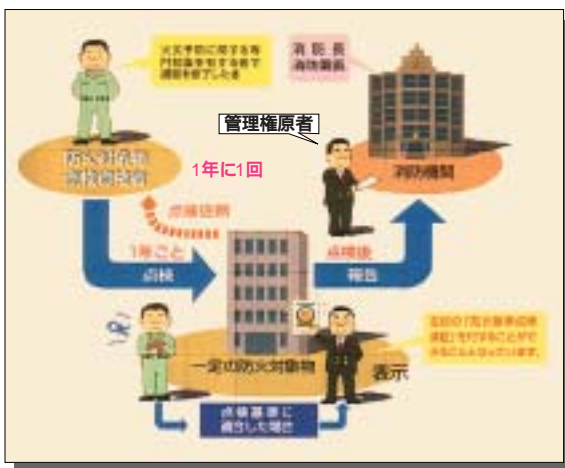 火災予防に関する専
門知識を有する者で
講習を修了した者
消防長
消防署長
管理権原者
防火対象物
点検資格者
1年に1回
消防機関
点検依頼
1年ごと
点検
点検後
報告
一定の防火対象物
表示
点検基準に
適合した場合